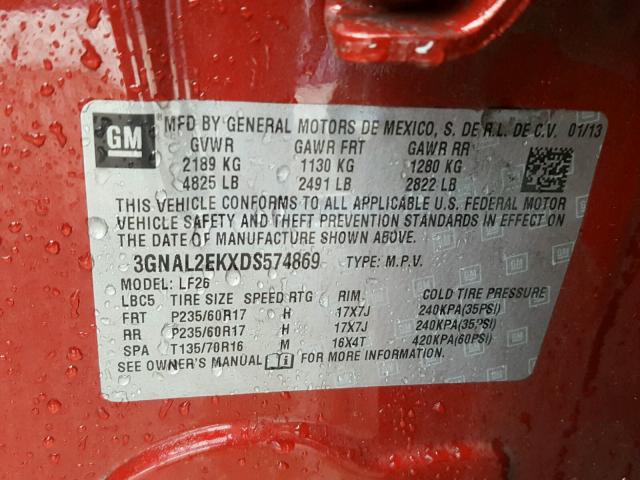 GM
MFD BY GENERAL MOTORS DE MEXICO, S. DE R.L. DE C.V. 01/13
GVWR GAWR FRT GAWR RR
2189 KG 1130 KG 1280 KG
4825 LB 2491 LB 2822 LB
THIS VEHICLE CONFORMS TO ALL APPLICABLE U.S. FEDERAL MOTOR
VEHICLE SAFETY AND THEFT PREVENTION STANDARDS IN EFFECT ON
THE DATE OF MANUFACTURE SHOWN ABOVE.
3GNAL2EKXDS574869 TYPE: M.P.V.
MODEL: LF26
LBC5 TIRE SIZE SPEED RTG RIM COLD TIRE PRESSURE
FRT P235/60R17 H 17X7J 240KPA(35PSI)
RR P235/60R17 H 17X7J 240KPA(35PSI)
SPA T135/70R16 M 16X4T 420KPA(60PSI)
SEE OWNER'S MANUAL FOR MORE INFORMATION.